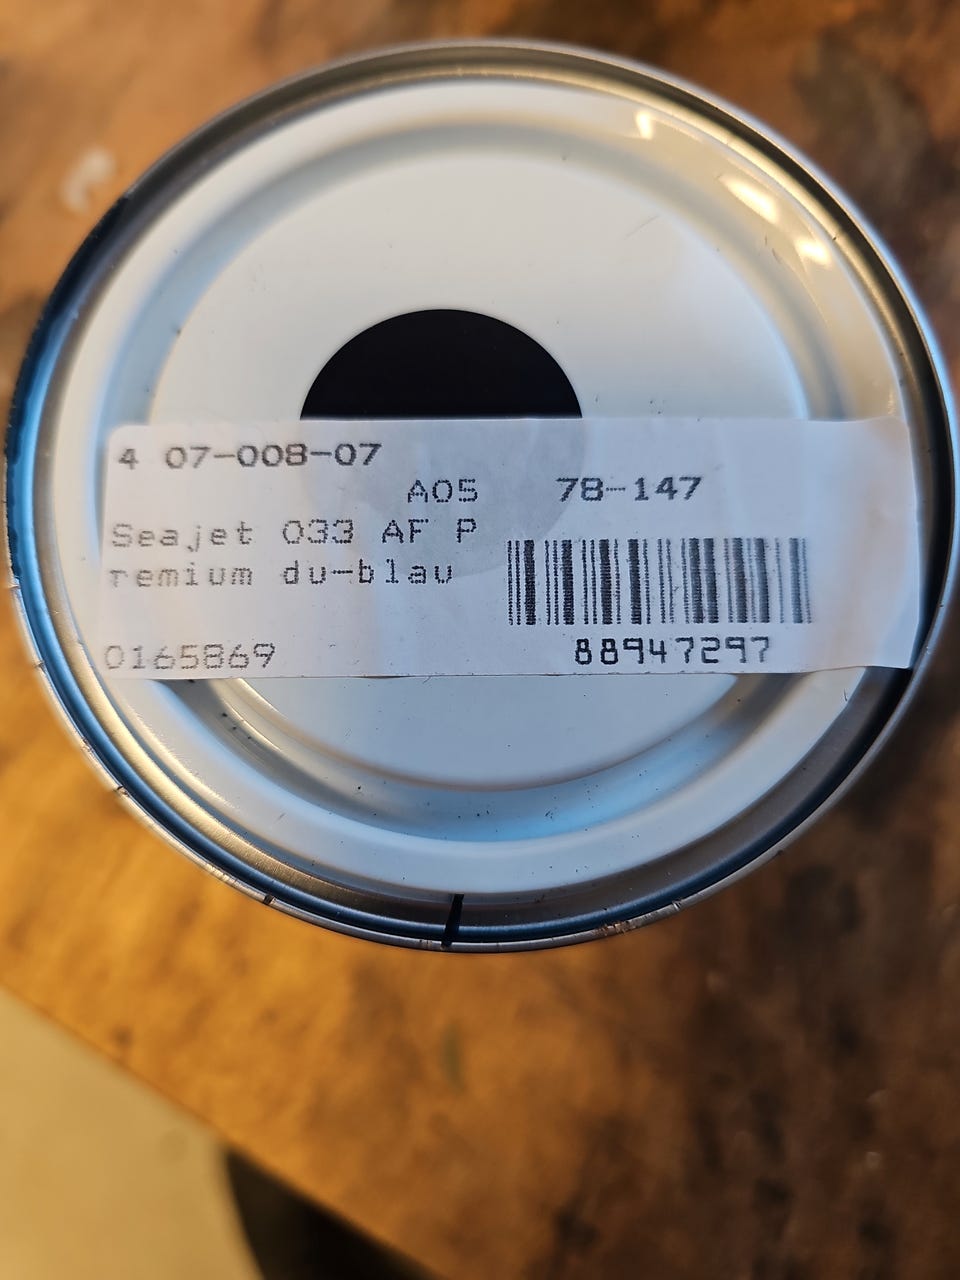 4 07-008-07
A05 78-147
Seajet 033 AF P
remium du-blau
0165869
88947297